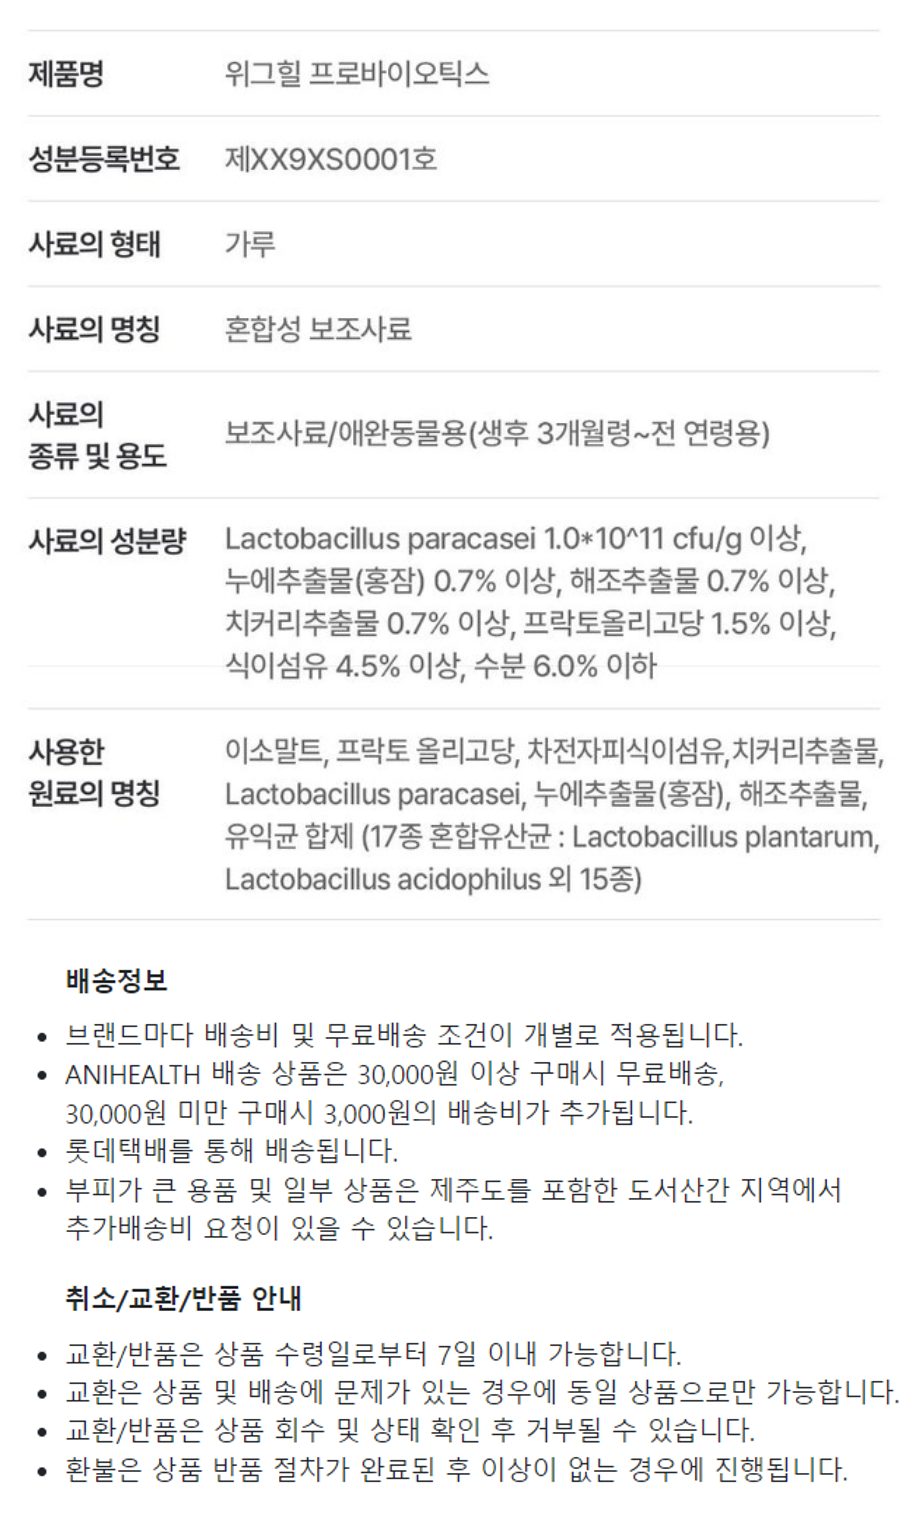 제품명 위그힐 프로바이오틱스
성분등록번호 제XX9XS0001호
사료의 형태 가루
사료의 명칭 혼합성 보조사료
사료의
종류 및 용도 보조사료/애완동물용(생후 3개월령~전 연령용)
사료의 성분량 Lactobacillus paracasei 1.0*10^11 cfu/g 이상,
누에추출물(홍잠) 0.7% 이상, 해조추출물 0.7% 이상,
치커리추출물 0.7% 이상, 프락토올리고당 1.5% 이상,
식이섬유 4.5% 이상, 수분 6.0% 이하
사용한 이소말트, 프락토 올리고당, 차전자피식이섬유,치커리추출물,
원료의 명칭 Lactobacillus paracasei, 누에추출물(홍잠), 해조추출물,
유익균 합제 (17종 혼합유산균 : Lactobacillus plantarum,
Lactobacillus acidophilus 외 15종)
배송정보
• 브랜드마다 배송비 및 무료배송 조건이 개별로 적용됩니다.
• ANIHEALTH 배송 상품은 30,000원 이상 구매시 무료배송,
30,000원 미만 구매시 3,000원의 배송비가 추가됩니다.
• 롯데택배를 통해 배송됩니다.
• 부피가 큰 용품 및 일부 상품은 제주도를 포함한 도서산간 지역에서
추가배송비 요청이 있을 수 있습니다.
취소/교환/반품 안내
• 교환/반품은 상품 수령일로부터 7일 이내 가능합니다.
• 교환은 상품 및 배송에 문제가 있는 경우에 동일 상품으로만 가능합니다.
• 교환/반품은 상품 회수 및 상태 확인 후 거부될 수 있습니다.
• 환불은 상품 반품 절차가 완료된 후 이상이 없는 경우에 진행됩니다.